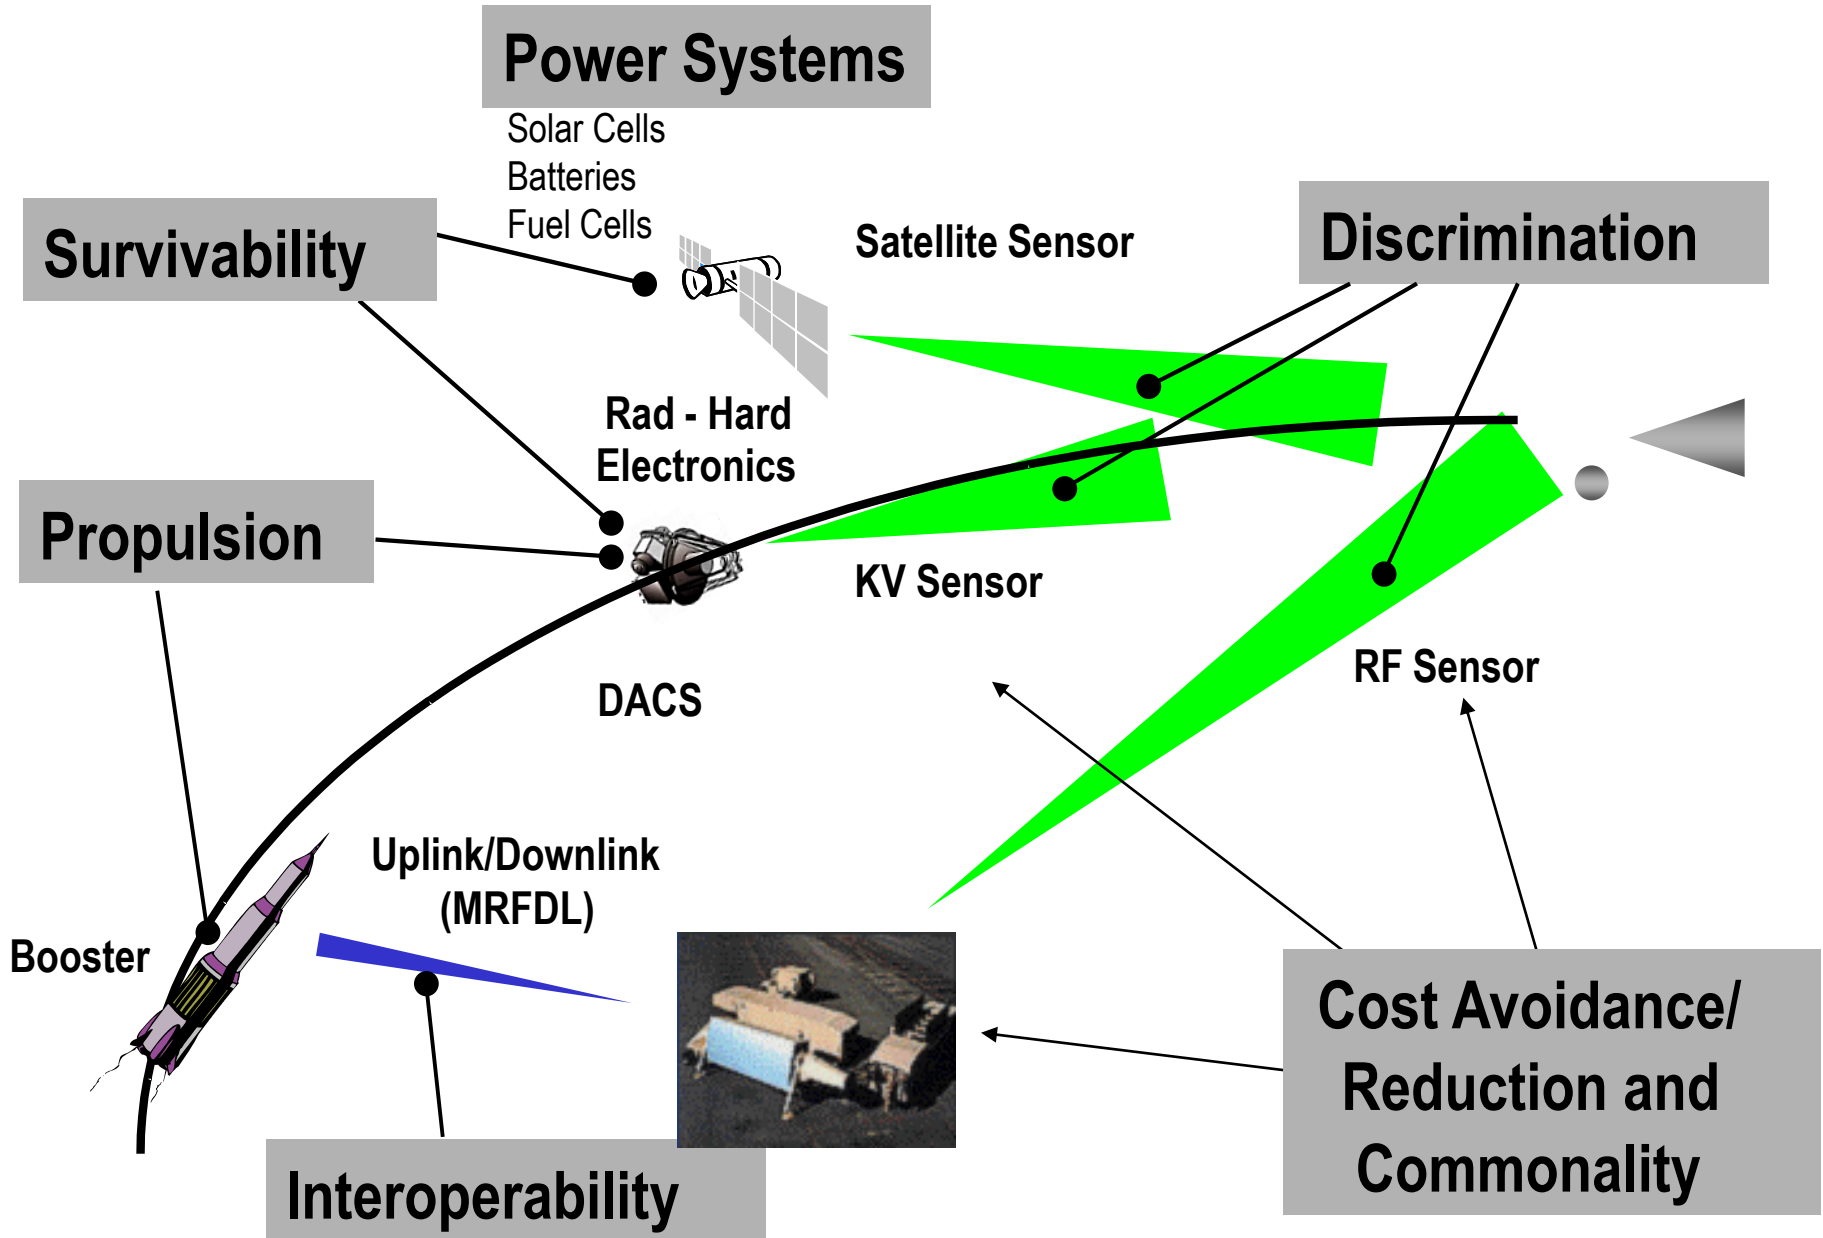 Power Systems
Solar Cells
Batteries
Fuel Cells
Survivability
Satellite Sensor
Discrimination
Rad - Hard
Electronics
Propulsion
KV Sensor
RF Sensor
DACS
Uplink/Downlink
(MRFDL)
Booster
Cost Avoidance/
Reduction and
Commonality
Interoperability